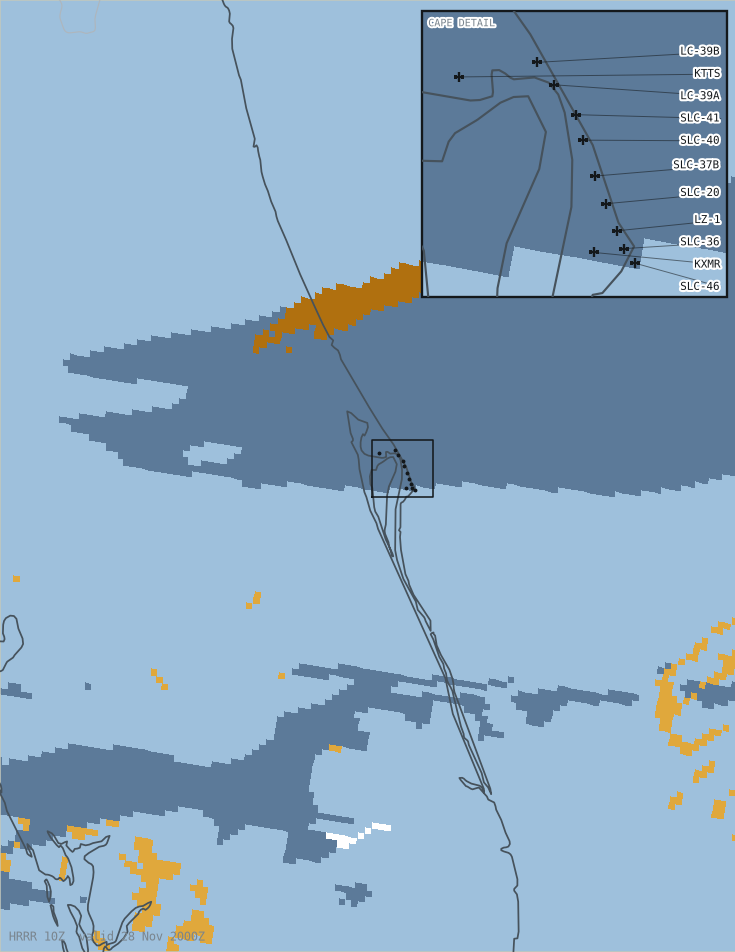 CAPE DETAIL
LC-39B
KTTS
LC-39A
SLC-41
SLC-40
SLC-37B
SLC-20
LZ-1
SLC-36
KXMR
SLC-46
HRRR 10Z valid 28 Nov 2000Z